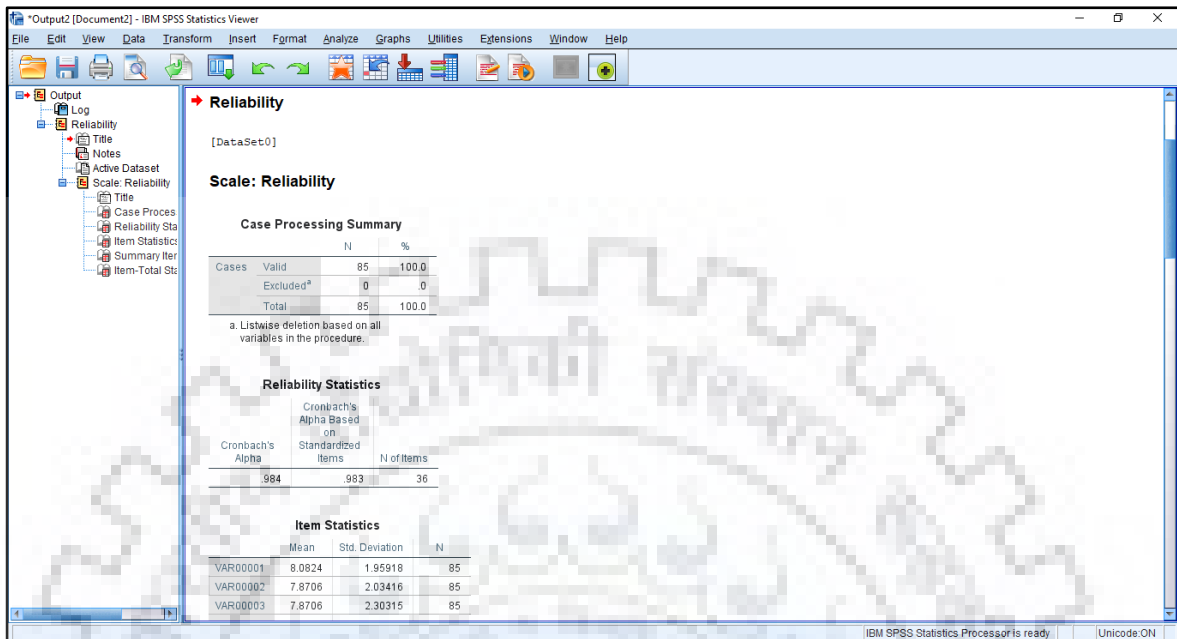 *Output2 [Document2] - IBM SPSS Statistics Viewer
File Edit View Data Transform Insert Format Analyze Graphs Utilities Extensions Window Help
Output
Log
Reliability
Title
Notes
Active Dataset
Scale: Reliability
Title
Case Proces
Reliability Sta
Item Statistics
Summary Iter
Item-Total Sta
Reliability
[DataSet0]
Scale: Reliability
Case Processing Summary
N %
Cases Valid 85 100.0
Excludedª 0 .0
Total 85 100.0
a. Listwise deletion based on all
variables in the procedure.
Reliability Statistics
Cronbach's
Alpha Based
on
Cronbach's Standardized
Alpha Items N of Items
.984 .983 36
Item Statistics
Mean Std. Deviation N
VAR00001 8.0824 1.95918 85
VAR00002 7.8706 2.03416 85
VAR00003 7.8706 2.30315 85
IBM SPSS Statistics Processor is ready Unicode:ON